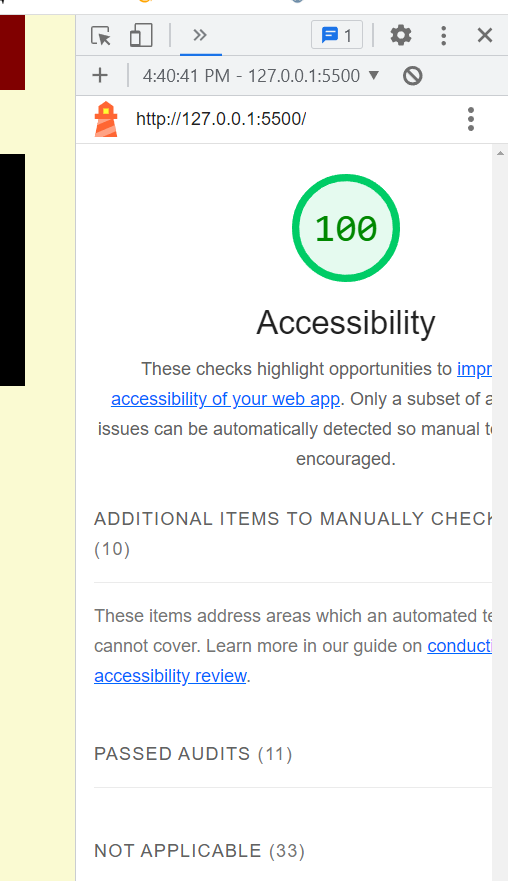 1
4:40:41 PM - 127.0.0.1:5500
http://127.0.0.1:5500/
100
Accessibility
These checks highlight opportunities to
accessibility of your web app. Only a subset of
issues can be automatically detected so manual
encouraged.
ADDITIONAL ITEMS TO MANUALLY CHECK
(10)
These items address areas which an automated
cannot cover. Learn more in our guide on
accessibility review.
PASSED AUDITS (11)
NOT APPLICABLE (33)